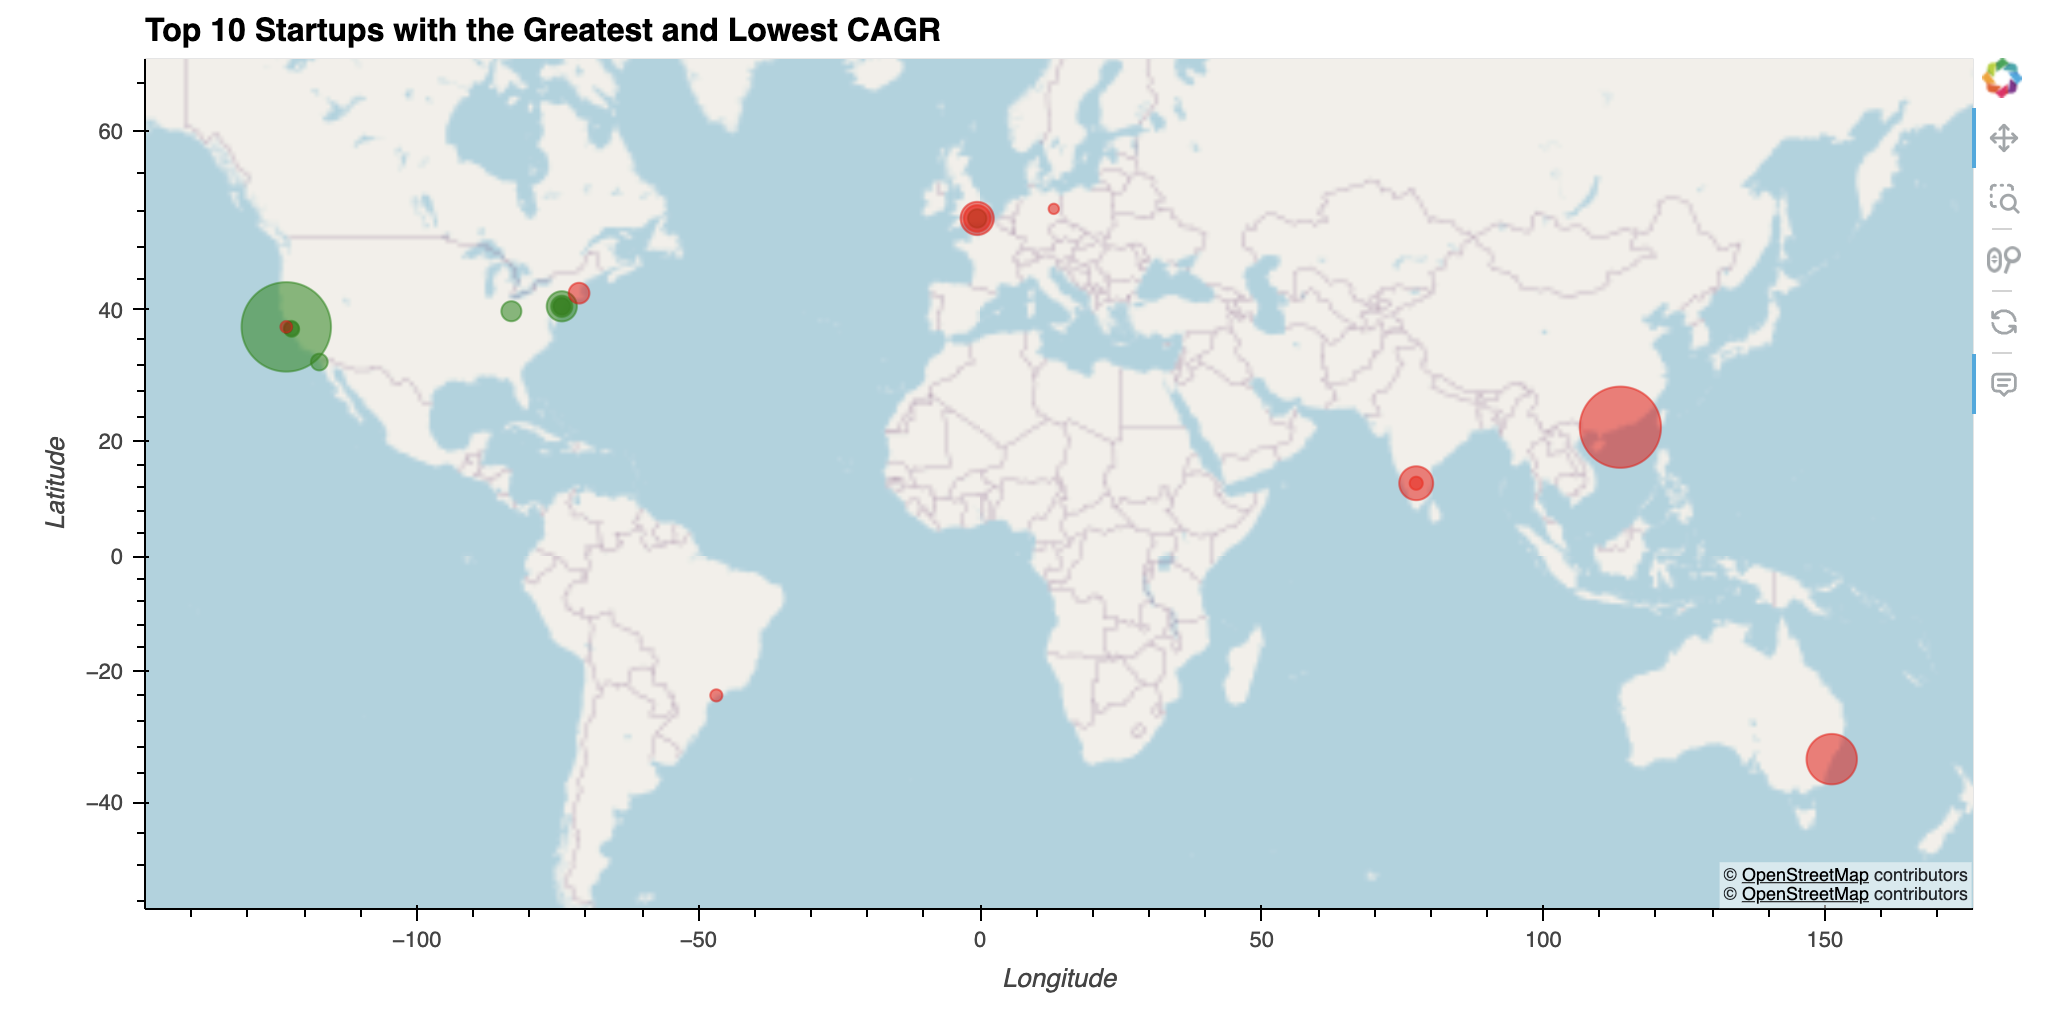 Top 10 Startups with the Greatest and Lowest CAGR
60
40
20
0
−20
−40
Latitude
−100
−50
0
50
100
150
Longitude
© OpenStreetMap contributors
© OpenStreetMap contributors